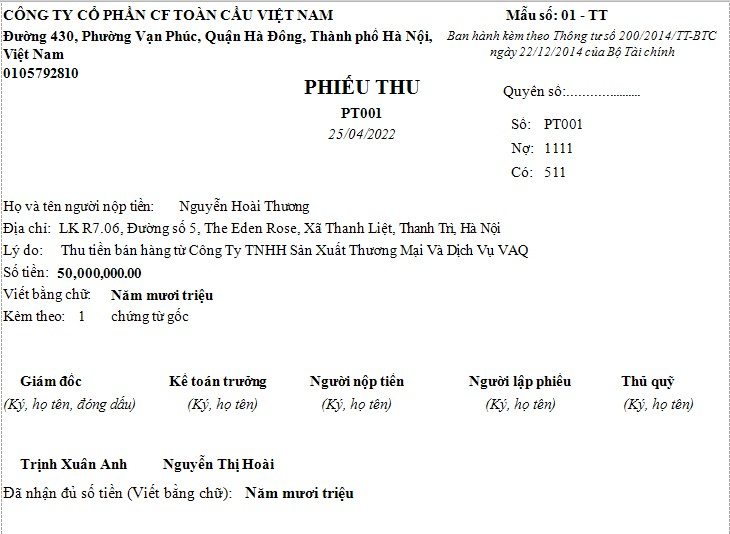 CÔNG TY CỔ PHẦN CF TOÀN CẦU VIỆT NAM
Mẫu số: 01 - TT
Đường 430, Phường Vạn Phúc, Quận Hà Đông, Thành phố Hà Nội,
Việt Nam
Ban hành kèm theo Thông tư số 200/2014/TT-BTC
ngày 22/12/2014 của Bộ Tài chính
0105792810
PHIẾU THU
Quyển số:......................
PT001
Số: PT001
25/04/2022
Nợ: 1111
Có: 511
Họ và tên người nộp tiền: Nguyễn Hoài Thương
Địa chỉ: LK R7.06, Đường số 5, The Eden Rose, Xã Thanh Liệt, Thanh Trì, Hà Nội
Lý do: Thu tiền bán hàng từ Công Ty TNHH Sản Xuất Thương Mại Và Dịch Vụ VAQ
Số tiền: 50,000,000.00
Viết bằng chữ: Năm mươi triệu
Kèm theo: 1 chứng từ gốc
Giám đốc Kế toán trưởng Người nộp tiền Người lập phiếu Thủ quỹ
(Ký, họ tên, đóng dấu) (Ký, họ tên) (Ký, họ tên) (Ký, họ tên) (Ký, họ tên)
Trịnh Xuân Anh Nguyễn Thị Hoài
Đã nhận đủ số tiền (Viết bằng chữ): Năm mươi triệu